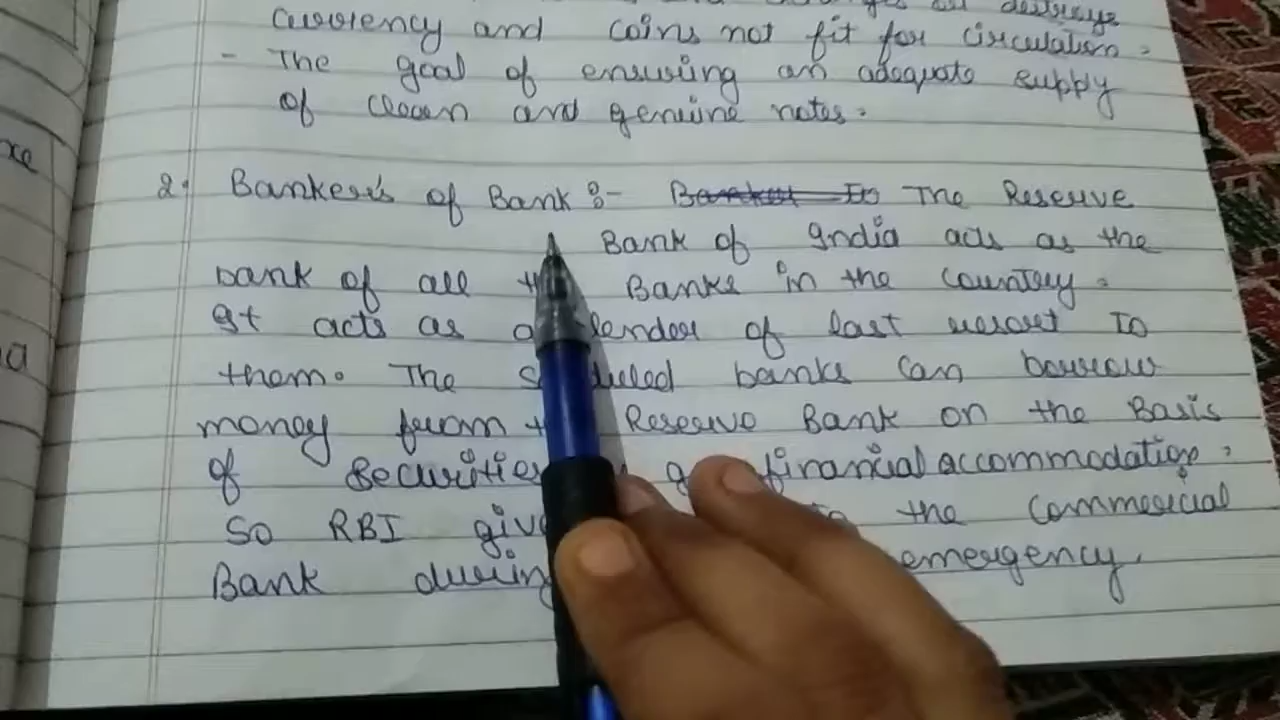 currency and coins not fit for circulation.
- The goal of ensuring an adequate supply
of clean and genuine notes.
2. Banker's of Bank :- The Reserve
Bank of India acts as the
bank of all Banks in the Country.
It acts as a lender of last resort to
them. The banks can borrow
money from Reserve Bank on the Basis
of Securities financial accommodation.
So RBI the Commercial
Bank emergency.